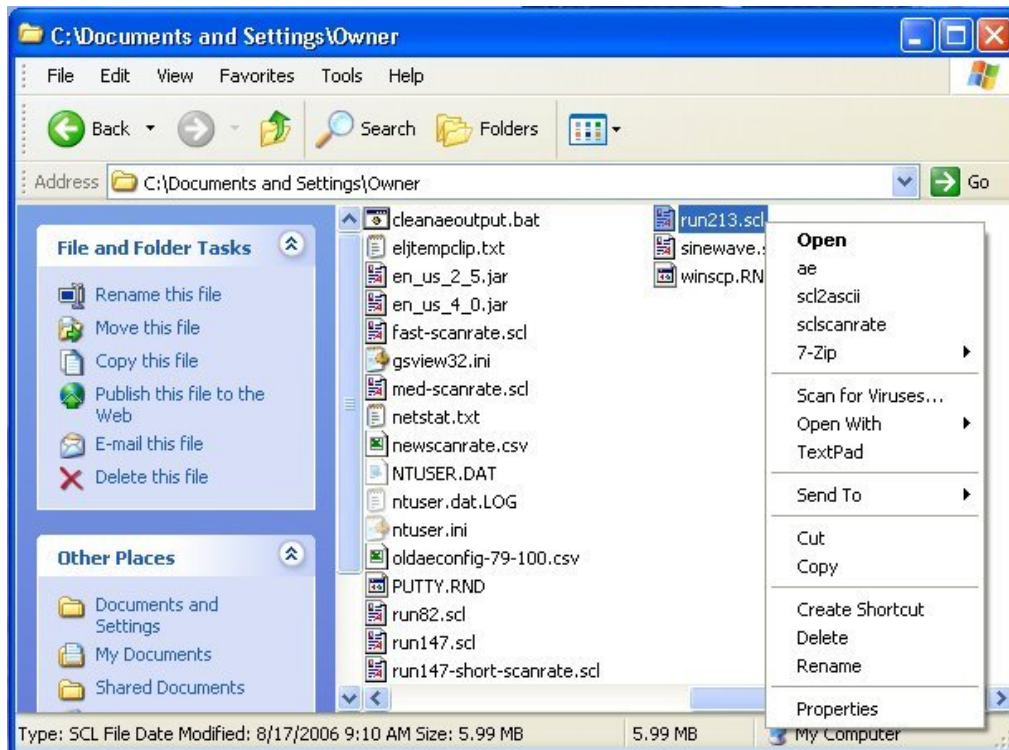 C:\Documents and Settings\Owner
File Edit View Favorites Tools Help
Back Search Folders
Address C:\Documents and Settings\Owner Go
File and Folder Tasks
Rename this file
Move this file
Copy this file
Publish this file to the
Web
E-mail this file
Delete this file
Other Places
Documents and
Settings
My Documents
Shared Documents
cleanaeoutput.bat
eljtempclip.txt
en_us_2_5.jar
en_us_4_0.jar
fast-scanrate.scl
gsview32.ini
med-scanrate.scl
netstat.txt
newscanrate.csv
NTUSER.DAT
ntuser.dat.LOG
ntuser.ini
oldaeconfig-79-100.csv
PUTTY.RND
run82.scl
run147.scl
run147-short-scanrate.scl
run213.scl
sinewave.s
winscp.RN
Open
ae
scl2ascii
sclscanrate
7-Zip
Scan for Viruses...
Open With
TextPad
Send To
Cut
Copy
Create Shortcut
Delete
Rename
Properties
Type: SCL File Date Modified: 8/17/2006 9:10 AM Size: 5.99 MB 5.99 MB My Computer